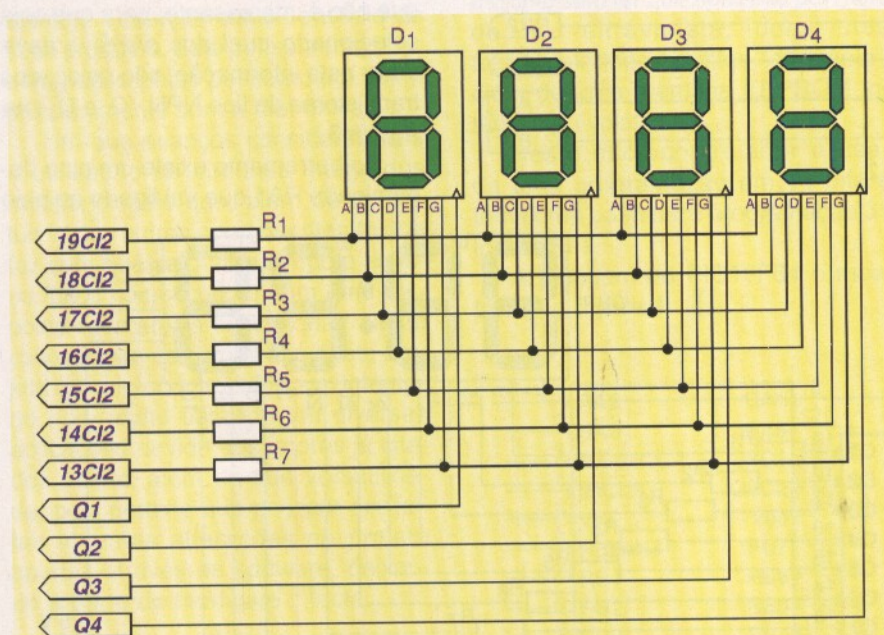 D1 D2 D3 D4
A B C D E F G A B C D E F G A B C D E F G A B C D E F G
19CI2 R1
18CI2 R2
17CI2 R3
16CI2 R4
15CI2 R5
14CI2 R6
13CI2 R7
Q1
Q2
Q3
Q4